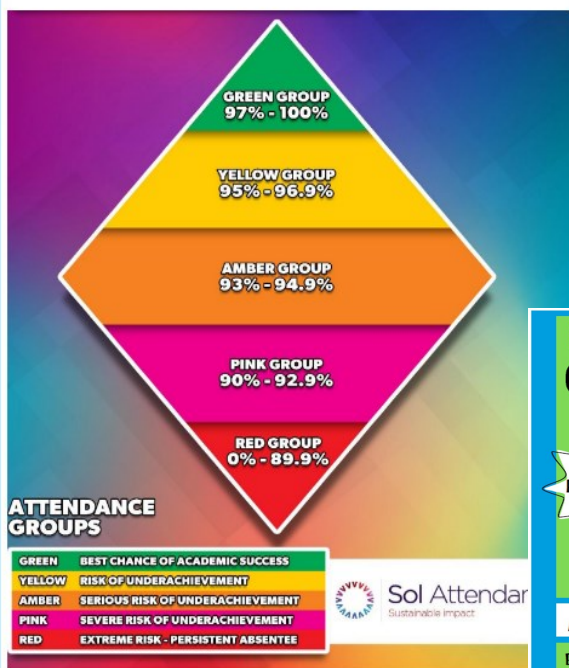 GREEN GROUP
97% - 100%
YELLOW GROUP
95% - 96.9%
AMBER GROUP
93% - 94.9%
PINK GROUP
90% - 92.9%
RED GROUP
0% - 89.9%
ATTENDANCE
GROUPS
GREEN BEST CHANCE OF ACADEMIC SUCCESS
YELLOW RISK OF UNDERACHIEVEMENT
AMBER SERIOUS RISK OF UNDERACHIEVEMENT
PINK SEVERE RISK OF UNDERACHIEVEMENT
RED EXTREME RISK - PERSISTENT ABSENTEE
Sol Attendan
Sustainable Impact